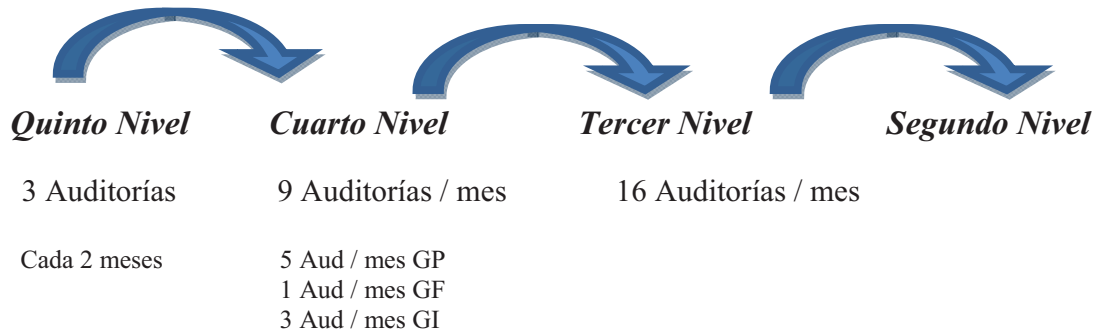 Quinto Nivel Cuarto Nivel Tercer Nivel Segundo Nivel
3 Auditorías 9 Auditorías / mes 16 Auditorías / mes
Cada 2 meses 5 Aud / mes GP
1 Aud / mes GF
3 Aud / mes GI